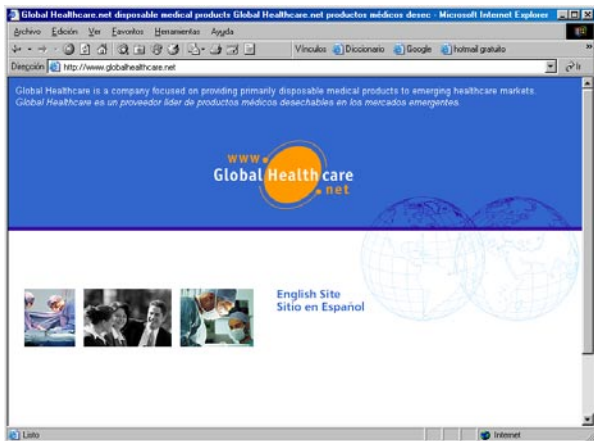 Global Healthcare.net disposable medical products Global Healthcare.net productos médicos desec - Microsoft Internet Explorer
Archivo Edición Ver Favoritos Herramientas Ayuda
Vínculos Diccionario Google hotmail gratuito »
Dirección http://www.globalhealthcare.net Ir
Global Healthcare is a company focused on providing primarily disposable medical products to emerging healthcare markets.
Global Healthcare es un proveedor líder de productos médicos desechables en los mercados emergentes.
www
Global Health care
net
English Site
Sitio en Español
Listo Internet